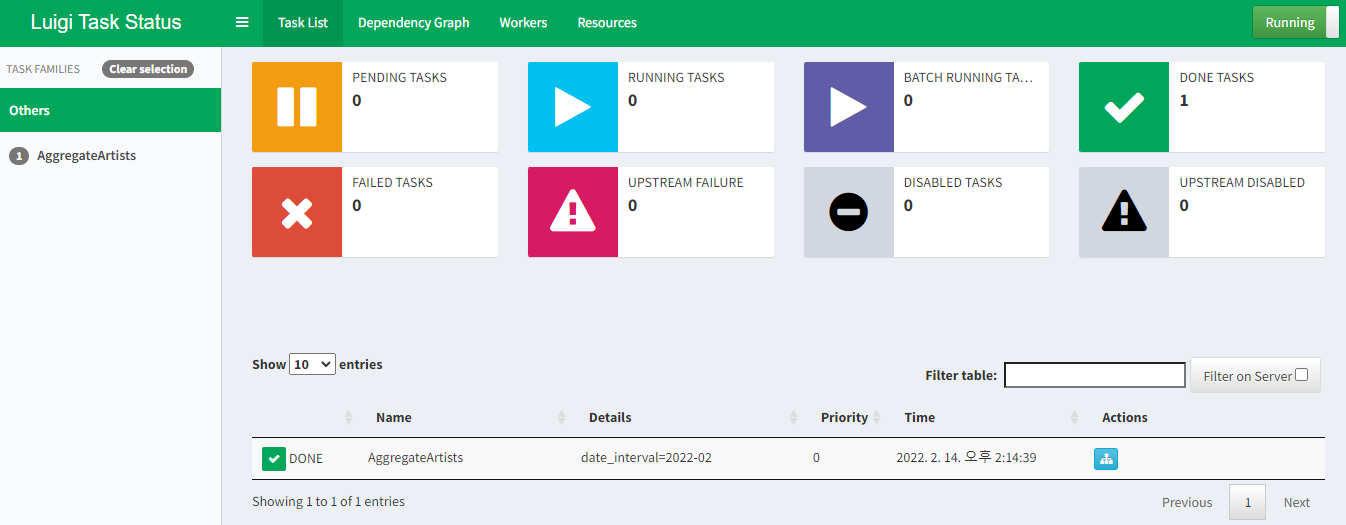 Luigi Task Status
Task List Dependency Graph Workers Resources Running
TASK FAMILIES Clear selection
Others
1 AggregateArtists
PENDING TASKS
0
RUNNING TASKS
0
BATCH RUNNING TA...
0
DONE TASKS
1
FAILED TASKS
0
UPSTREAM FAILURE
0
DISABLED TASKS
0
UPSTREAM DISABLED
0
Show 10 entries
Filter table: Filter on Server
Name Details Priority Time Actions
DONE AggregateArtists date_interval=2022-02 0 2022. 2. 14. 오후 2:14:39
Showing 1 to 1 of 1 entries
Previous 1 Next